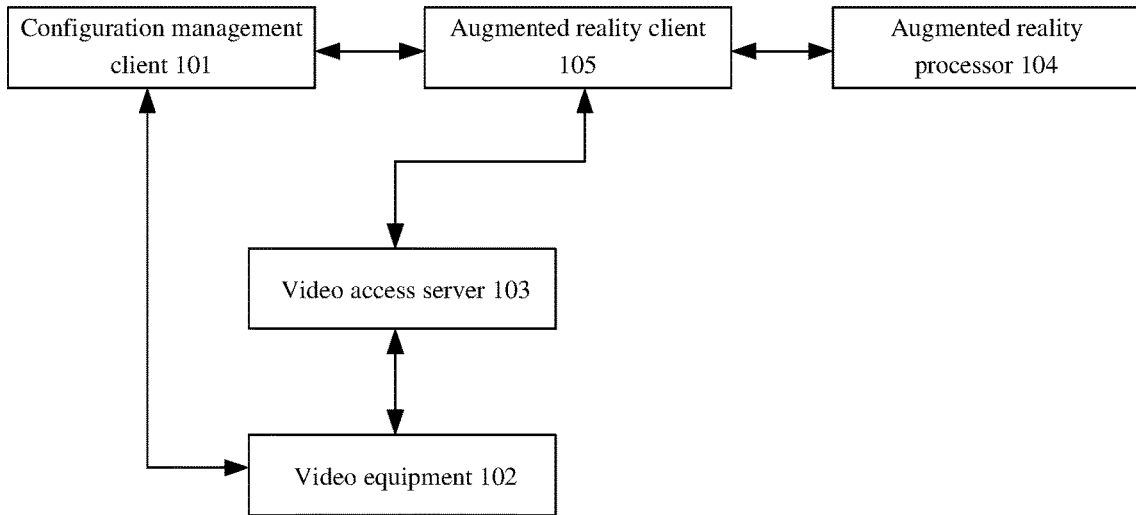 Configuration management
client 101
Augmented reality client
105
Augmented reality
processor 104
Video access server 103
Video equipment 102